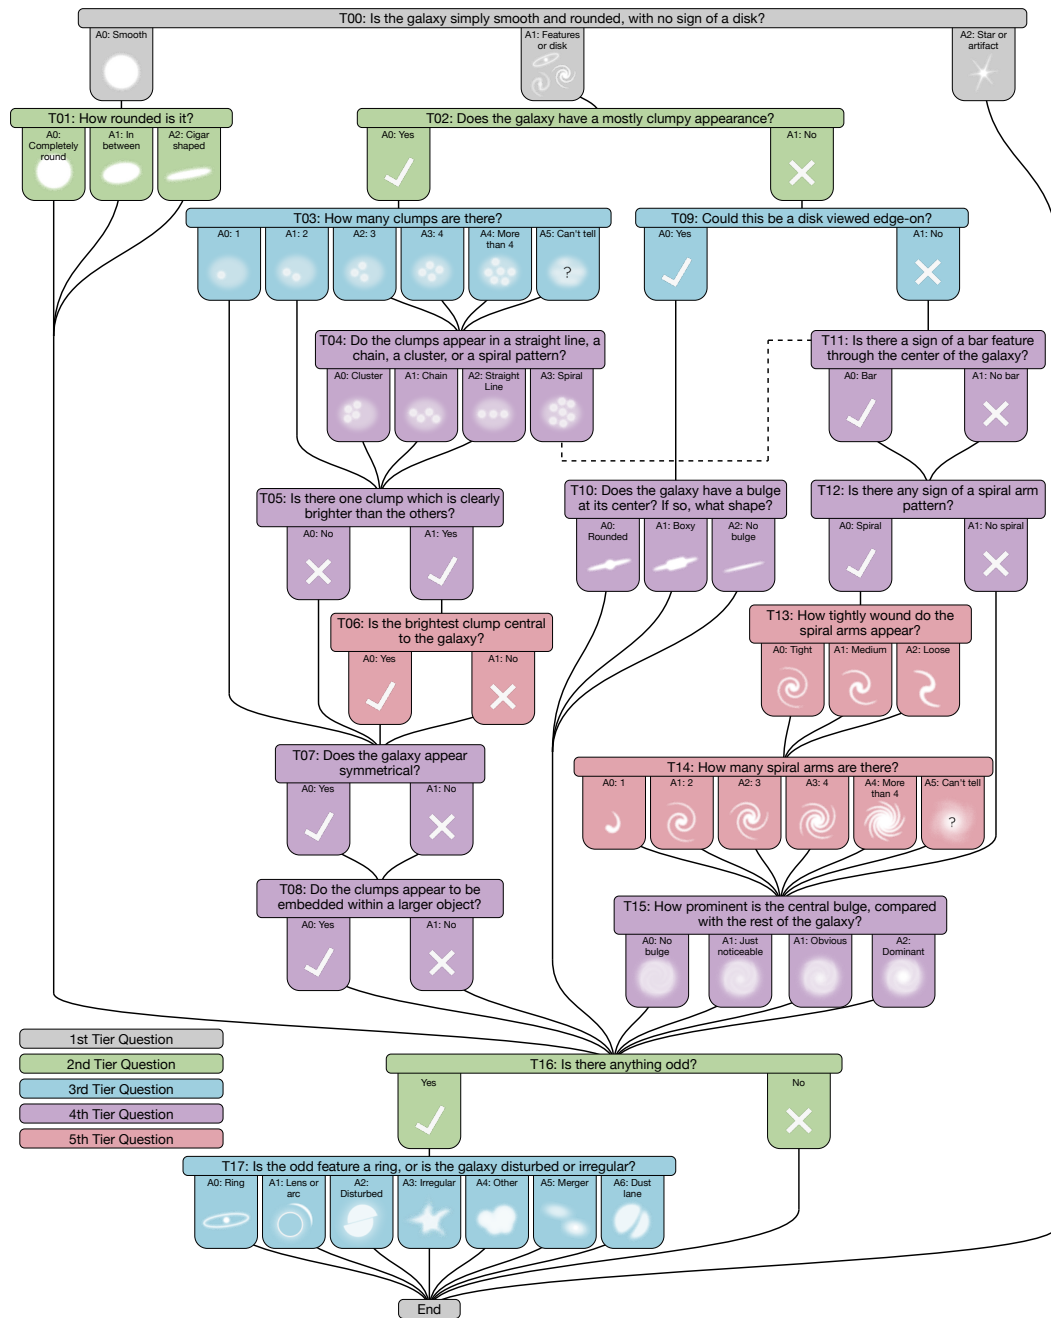 T00: Is the galaxy simply smooth and rounded, with no sign of a disk?
A0: Smooth
A1: Features
or disk
A2: Star or
artifact
T01: How rounded is it?
A0:
Completely
round
A1: In
between
A2: Cigar
shaped
T02: Does the galaxy have a mostly clumpy appearance?
A0: Yes
A1: No
T03: How many clumps are there?
A0: 1
A1: 2
A2: 3
A3: 4
A4: More
than 4
A5: Can't tell
?
T09: Could this be a disk viewed edge-on?
A0: Yes
A1: No
T04: Do the clumps appear in a straight line, a
chain, a cluster, or a spiral pattern?
A0: Cluster
A1: Chain
A2: Straight
Line
A3: Spiral
T11: Is there a sign of a bar feature
through the center of the galaxy?
A0: Bar
A1: No bar
T05: Is there one clump which is clearly
brighter than the others?
A0: No
A1: Yes
T10: Does the galaxy have a bulge
at its center? If so, what shape?
A0:
Rounded
A1: Boxy
A2: No
bulge
T12: Is there any sign of a spiral arm
pattern?
A0: Spiral
A1: No spiral
T06: Is the brightest clump central
to the galaxy?
A0: Yes
A1: No
T13: How tightly wound do the
spiral arms appear?
A0: Tight
A1: Medium
A2: Loose
T07: Does the galaxy appear
symmetrical?
A0: Yes
A1: No
T14: How many spiral arms are there?
A0: 1
A1: 2
A2: 3
A3: 4
A4: More
than 4
A5: Can't tell
?
T08: Do the clumps appear to be
embedded within a larger object?
A0: Yes
A1: No
T15: How prominent is the central bulge, compared
with the rest of the galaxy?
A0: No
bulge
A1: Just
noticeable
A1: Obvious
A2:
Dominant
1st Tier Question
2nd Tier Question
3rd Tier Question
4th Tier Question
5th Tier Question
T16: Is there anything odd?
Yes
No
T17: Is the odd feature a ring, or is the galaxy disturbed or irregular?
A0: Ring
A1: Lens or
arc
A2:
Disturbed
A3: Irregular
A4: Other
A5: Merger
A6: Dust
lane
End